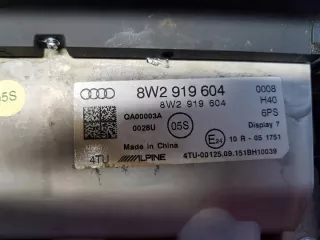 05S
8W2 919 604
0008
8W2 919 604
H40
QA00003A
6PS
0028U
05S
Display 7
E24
10 R - 05 1751
Made in China
4TU
ALPINE
4TU-00125.09.151BH10039